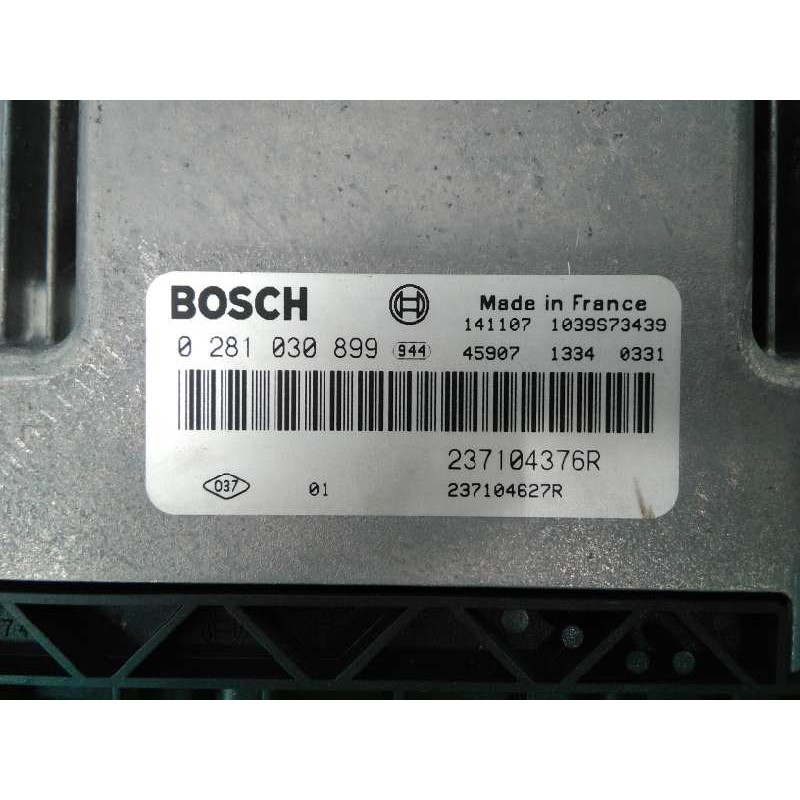 BOSCH
Made in France
141107 1039S73439
0 281 030 899 944 45907 1334 0331
237104376R
037 01 237104627R